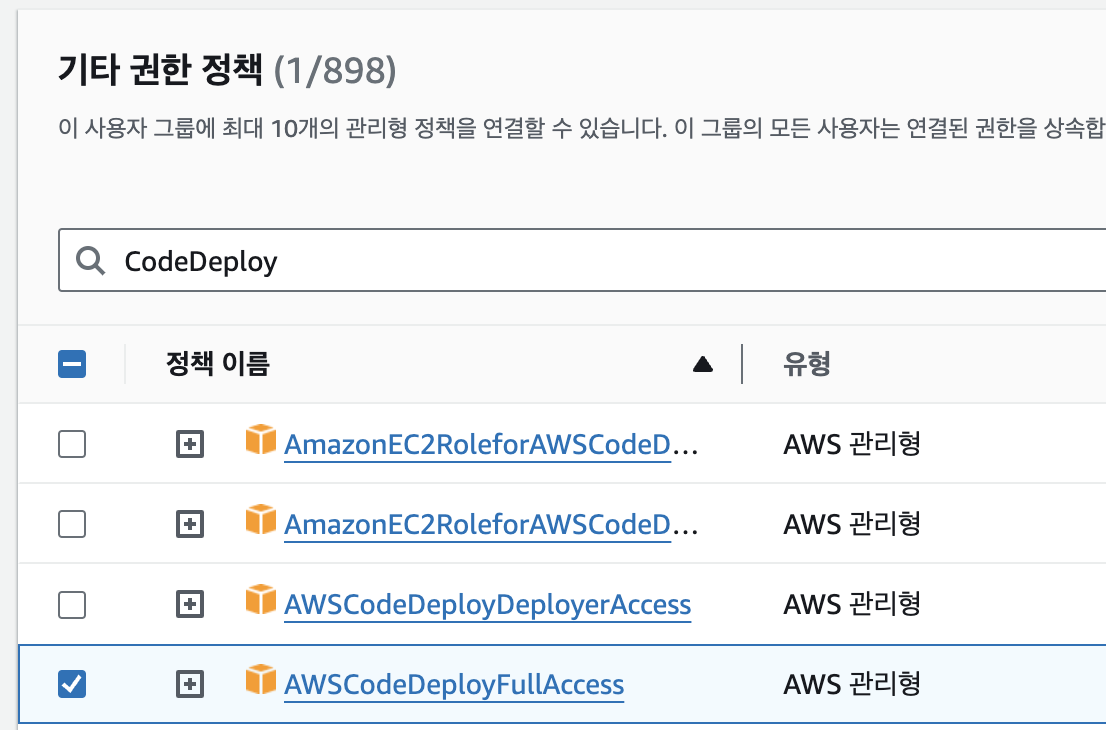 기타 권한 정책 (1/898)
이 사용자 그룹에 최대 10개의 관리형 정책을 연결할 수 있습니다. 이 그룹의 모든 사용자는 연결된 권한을 상속합
CodeDeploy
정책 이름 ▲ 유형
AmazonEC2RoleforAWSCodeD... AWS 관리형
AmazonEC2RoleforAWSCodeD... AWS 관리형
AWSCodeDeployDeployerAccess AWS 관리형
AWSCodeDeployFullAccess AWS 관리형